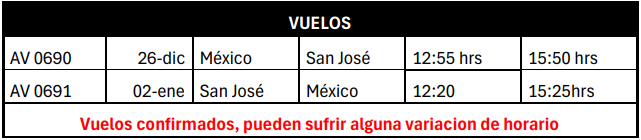 VUELOS
AV 0690 26-dic México San José 12:55 hrs 15:50 hrs
AV 0691 02-ene San José México 12:20 15:25hrs
Vuelos confirmados, pueden sufrir alguna variacion de horario